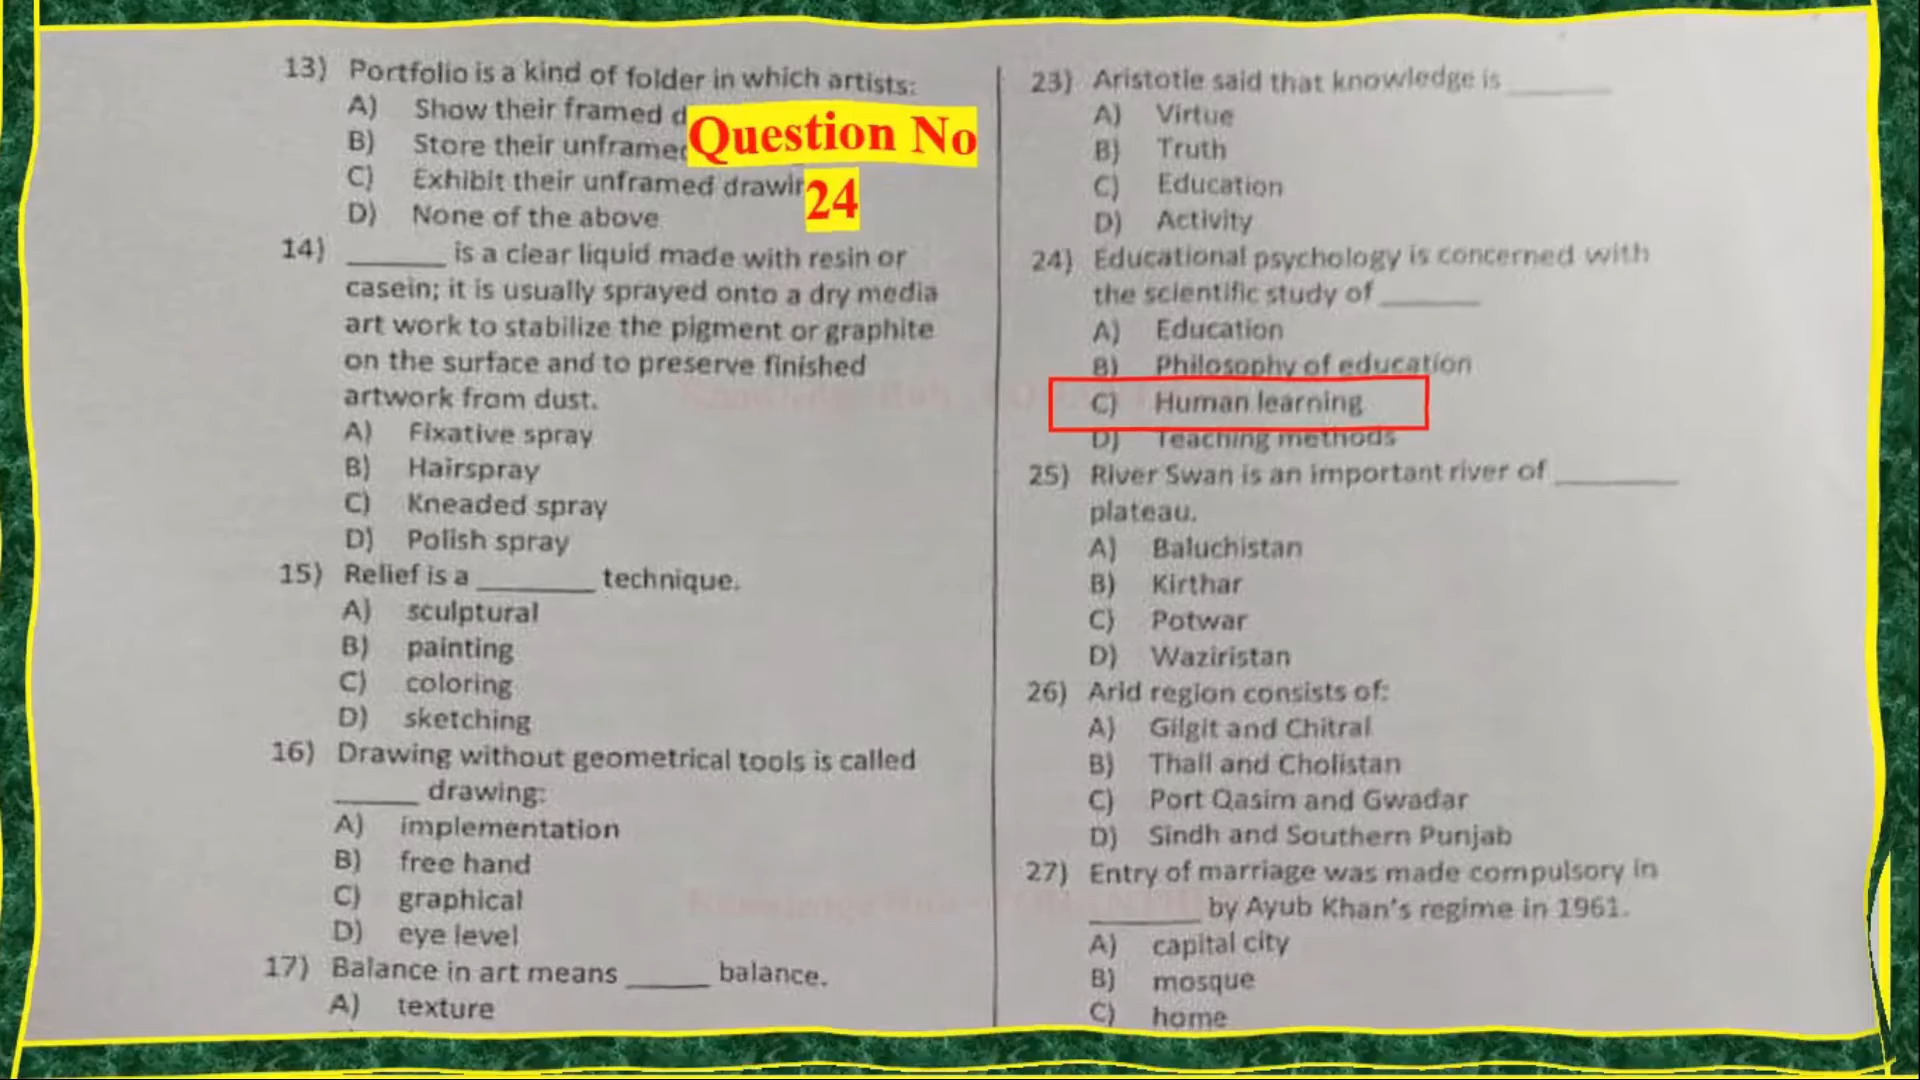 13) Portfolio is a kind of folder in which artists:
A) Show their framed d
B) Store their unframed
C) Exhibit their unframed drawin
D) None of the above
Question No
24
14) ______ is a clear liquid made with resin or
casein; it is usually sprayed onto a dry media
art work to stabilize the pigment or graphite
on the surface and to preserve finished
artwork from dust.
A) Fixative spray
B) Hairspray
C) Kneaded spray
D) Polish spray
15) Relief is a ______ technique.
A) sculptural
B) painting
C) coloring
D) sketching
16) Drawing without geometrical tools is called
______ drawing:
A) implementation
B) free hand
C) graphical
D) eye level
17) Balance in art means ______ balance.
A) texture
23) Aristotle said that knowledge is ______
A) Virtue
B) Truth
C) Education
D) Activity
24) Educational psychology is concerned with
the scientific study of ______
A) Education
B) Philosophy of education
C) Human learning
D) Teaching methods
25) River Swan is an important river of ______
plateau.
A) Baluchistan
B) Kirthar
C) Potwar
D) Waziristan
26) Arid region consists of:
A) Gilgit and Chitral
B) Thall and Cholistan
C) Port Qasim and Gwadar
D) Sindh and Southern Punjab
27) Entry of marriage was made compulsory in
______ by Ayub Khan's regime in 1961.
A) capital city
B) mosque
C) home